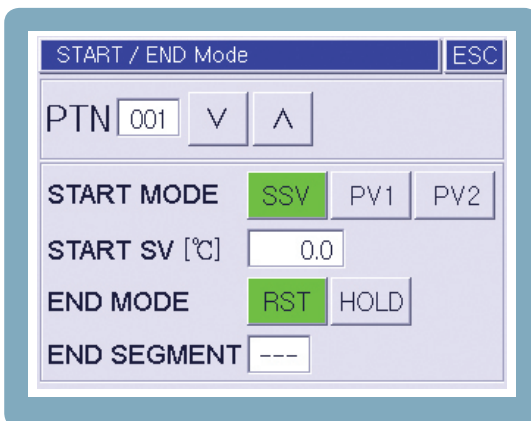 START / END Mode ESC
PTN 001 ∨ ∧
START MODE SSV PV1 PV2
START SV [℃] 0.0
END MODE RST HOLD
END SEGMENT ---